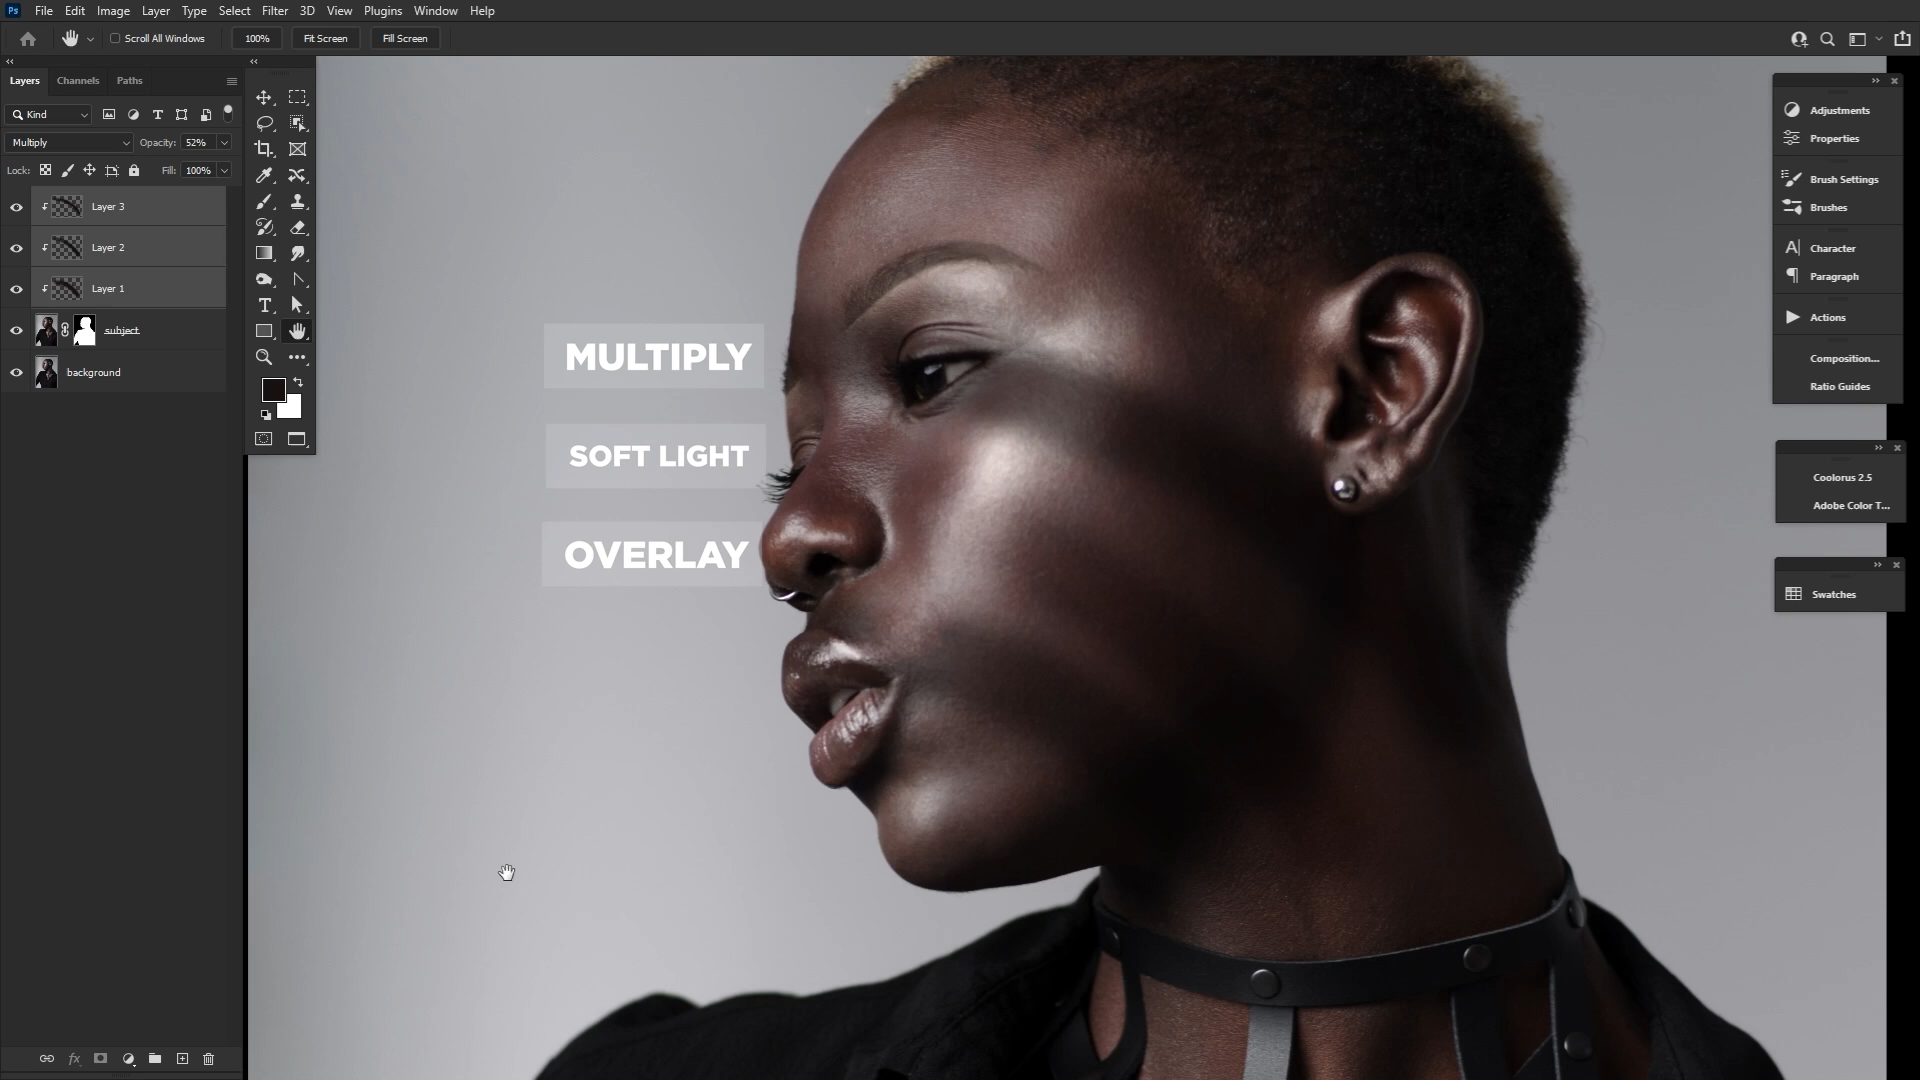 Ps File Edit Image Layer Type Select Filter 3D View Plugins Window Help
Scroll All Windows 100% Fit Screen Fill Screen
Layers Channels Paths
Kind
Multiply Opacity: 52%
Lock: Fill: 100%
Layer 3
Layer 2
Layer 1
subject
background
fx
MULTIPLY
SOFT LIGHT
OVERLAY
Adjustments
Properties
Brush Settings
Brushes
Character
Paragraph
Actions
Composition...
Ratio Guides
Coolorus 2.5
Adobe Color T...
Swatches